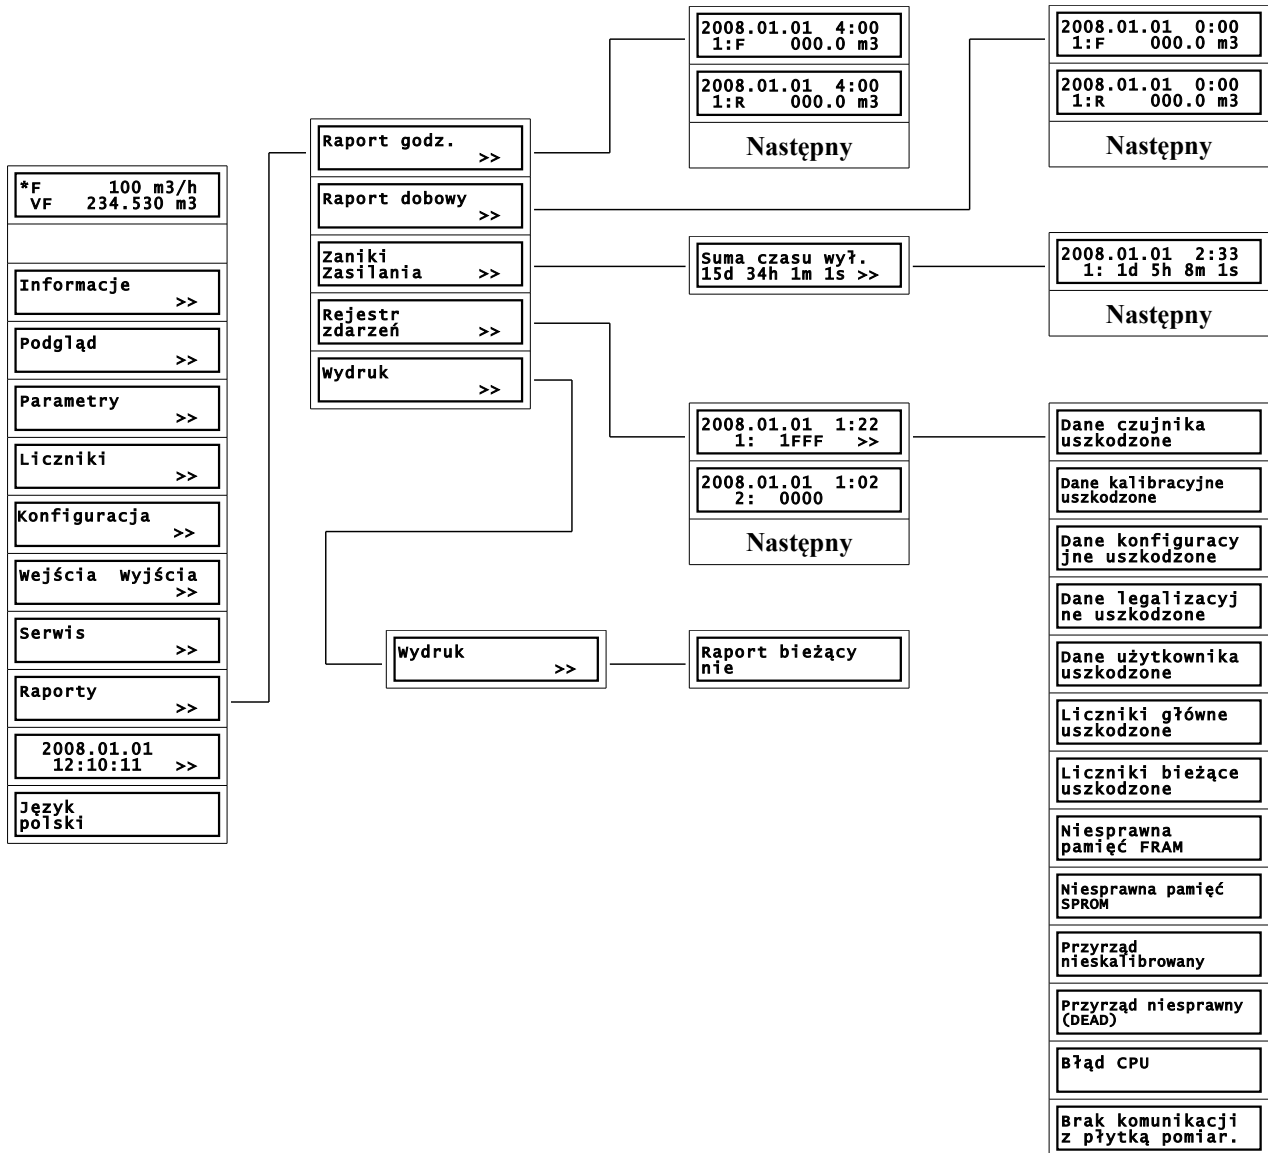 *F 100 m3/h
VF 234.530 m3
Informacje
>>
Podgląd
>>
Parametry
>>
Liczniki
>>
Konfiguracja
>>
Wejścia Wyjścia
>>
Serwis
>>
Raporty
>>
2008.01.01
12:10:11 >>
Język
polski
Raport godz.
>>
Raport dobowy
>>
Zaniki
Zasilania >>
Rejestr
zdarzeń >>
Wydruk
>>
2008.01.01 4:00
1:F 000.0 m3
2008.01.01 4:00
1:R 000.0 m3
Następny
2008.01.01 0:00
1:F 000.0 m3
2008.01.01 0:00
1:R 000.0 m3
Następny
Suma czasu wył.
15d 34h 1m 1s >>
2008.01.01 2:33
1: 1d 5h 8m 1s
Następny
2008.01.01 1:22
1: 1FFF >>
2008.01.01 1:02
2: 0000
Następny
Wydruk
>>
Raport bieżący
nie
Dane czujnika
uszkodzone
Dane kalibracyjne
uszkodzone
Dane konfiguracy
jne uszkodzone
Dane legalizacyj
ne uszkodzone
Dane użytkownika
uszkodzone
Liczniki główne
uszkodzone
Liczniki bieżące
uszkodzone
Niesprawna
pamięć FRAM
Niesprawna pamięć
SPROM
Przyrząd
nieskalibrowany
Przyrząd niesprawny
(DEAD)
Błąd CPU
Brak komunikacji
z płytką pomiar.